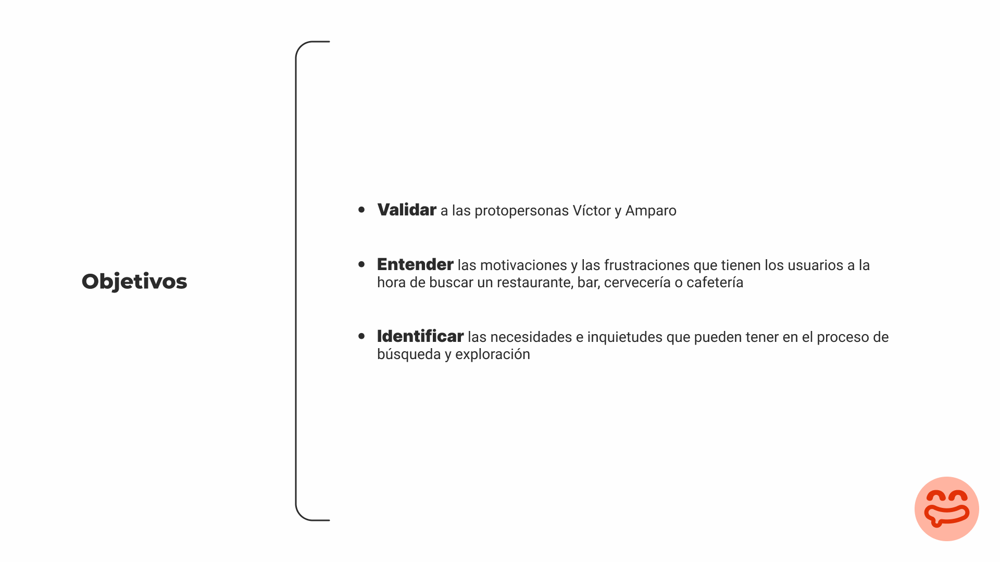 Objetivos
• Validar a las protopersonas Víctor y Amparo
• Entender las motivaciones y las frustraciones que tienen los usuarios a la
hora de buscar un restaurante, bar, cervecería o cafetería
• Identificar las necesidades e inquietudes que pueden tener en el proceso de
búsqueda y exploración